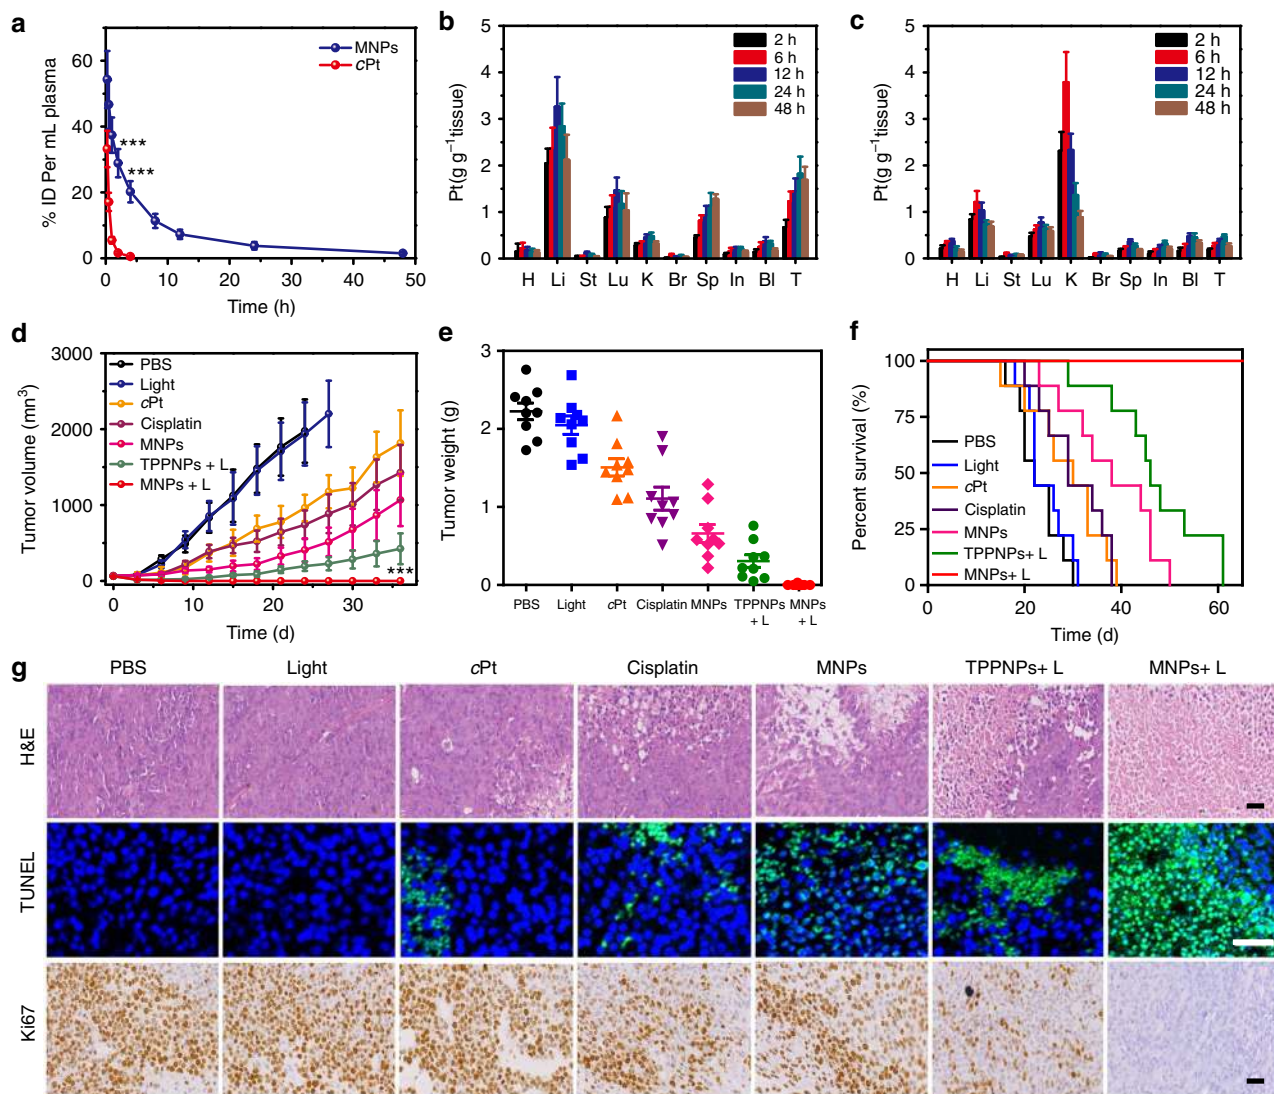 a
% ID Per mL plasma
60
40
20
0
0 10 20 30 40 50
Time (h)
MNPs
cPt
b
Pt(g g⁻¹tissue)
5
4
3
2
1
0
H Li St Lu K Br Sp In Bl T
2 h
6 h
12 h
24 h
48 h
c
Pt(g g⁻¹tissue)
5
4
3
2
1
0
H Li St Lu K Br Sp In Bl T
2 h
6 h
12 h
24 h
48 h
***
***
d
Tumor volume (mm³)
3000
2000
1000
0
0 10 20 30
Time (d)
PBS
Light
cPt
Cisplatin
MNPs
TPPNPs + L
MNPs + L
***
e
Tumor weight (g)
3
2
1
0
PBS Light cPt Cisplatin MNPs TPPNPs MNPs
+ L + L
f
Percent survival (%)
100
75
50
25
0
0 20 40 60
Time (d)
PBS
Light
cPt
Cisplatin
MNPs
TPPNPs+ L
MNPs+ L
g
PBS Light cPt Cisplatin MNPs TPPNPs+ L MNPs+ L
H&E
TUNEL
Ki67